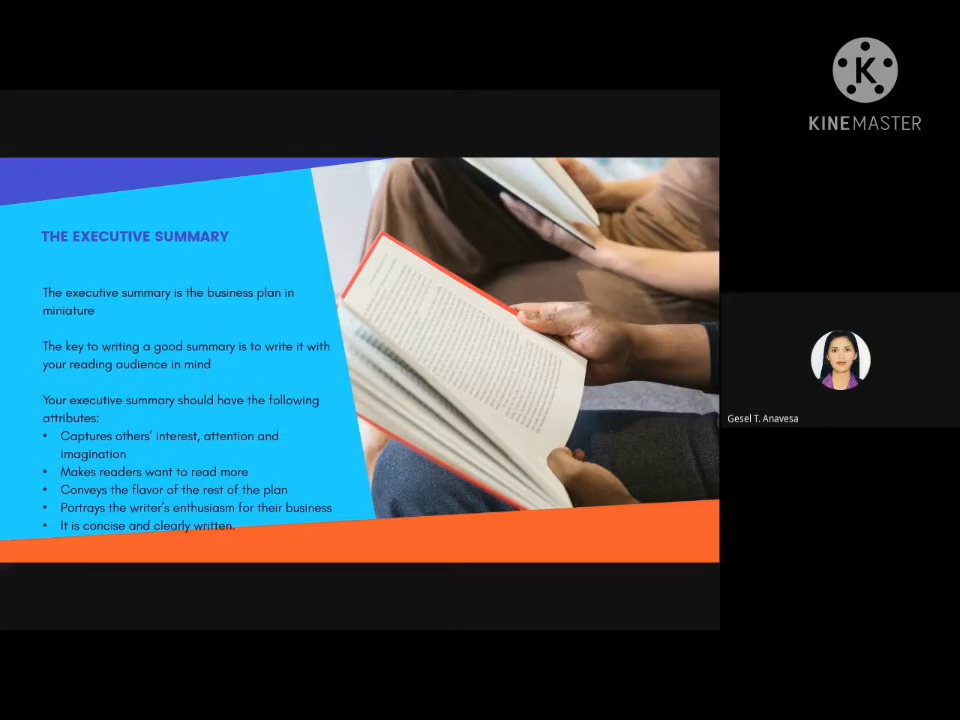 KINEMASTER
THE EXECUTIVE SUMMARY
The executive summary is the business plan in
miniature
The key to writing a good summary is to write it with
your reading audience in mind
Your executive summary should have the following
attributes:
• Captures others' interest, attention and
imagination
• Makes readers want to read more
• Conveys the flavor of the rest of the plan
• Portrays the writer's enthusiasm for their business
• It is concise and clearly written.
Gesel T. Anavesa